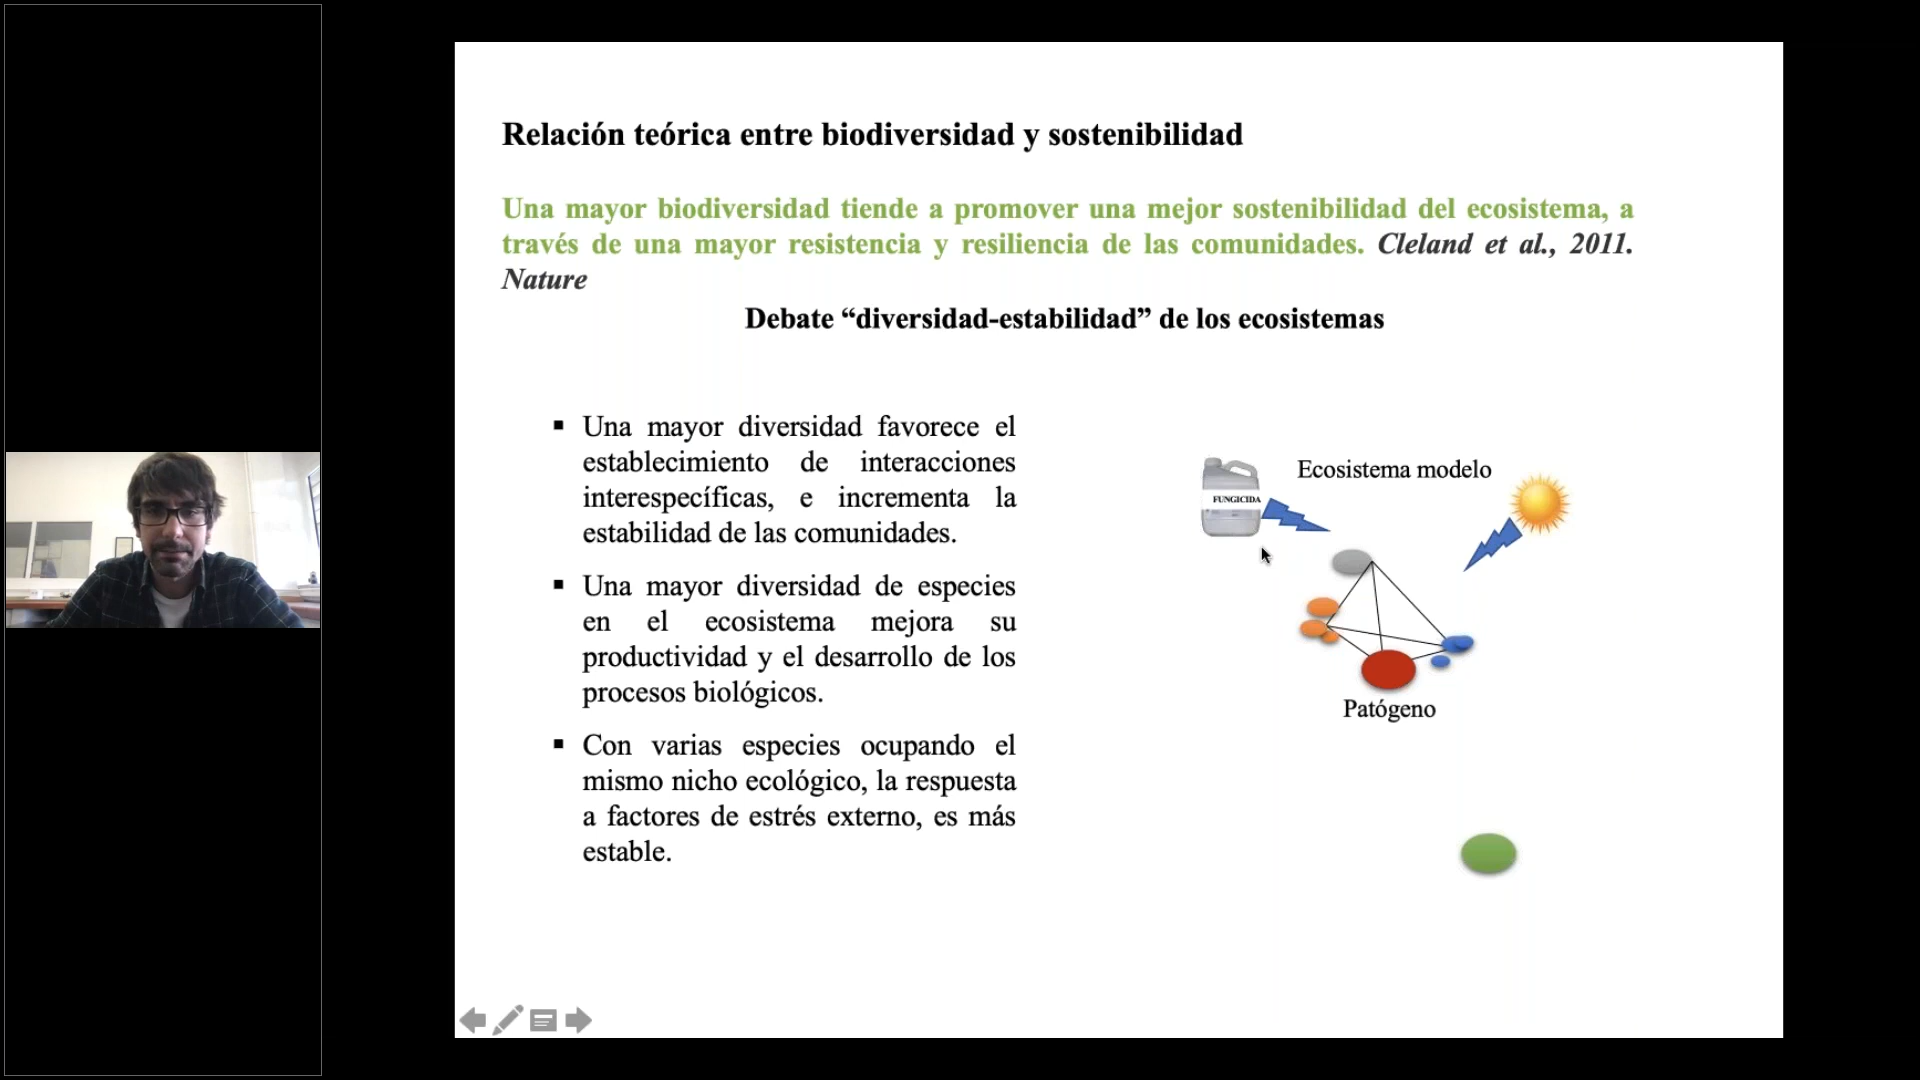 Relación teórica entre biodiversidad y sostenibilidad
Una mayor biodiversidad tiende a promover una mejor sostenibilidad del ecosistema, a
través de una mayor resistencia y resiliencia de las comunidades. Cleland et al., 2011.
Nature
Debate “diversidad-estabilidad” de los ecosistemas
▪ Una mayor diversidad favorece el
establecimiento de interacciones
interespecíficas, e incrementa la
estabilidad de las comunidades.
▪ Una mayor diversidad de especies
en el ecosistema mejora su
productividad y el desarrollo de los
procesos biológicos.
▪ Con varias especies ocupando el
mismo nicho ecológico, la respuesta
a factores de estrés externo, es más
estable.
Ecosistema modelo
FUNGICIDA
Patógeno